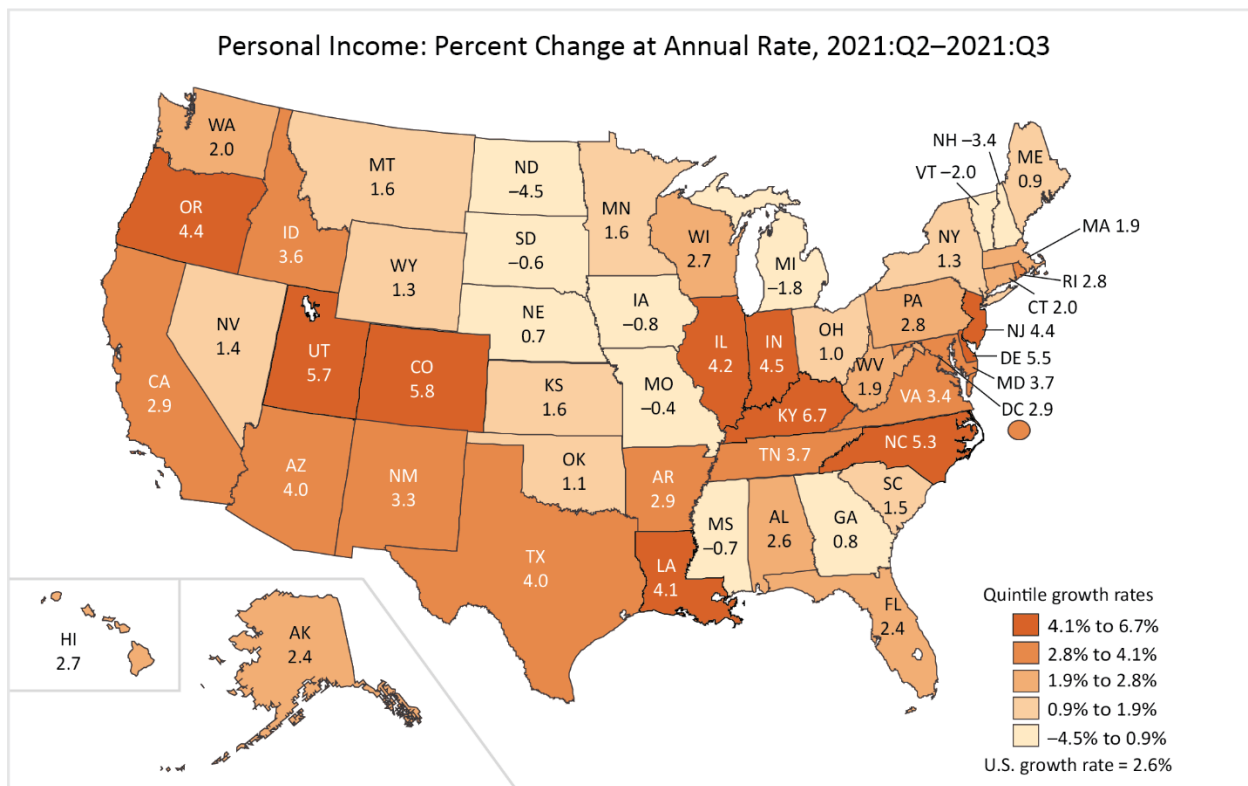 Personal Income: Percent Change at Annual Rate, 2021:Q2–2021:Q3
WA
2.0
MT
1.6
ND
–4.5
MN
1.6
NH –3.4
VT –2.0
ME
0.9
OR
4.4
ID
3.6
SD
–0.6
WI
2.7
MI
–1.8
NY
1.3
MA 1.9
RI 2.8
CT 2.0
WY
1.3
NE
0.7
IA
–0.8
PA
2.8
NJ 4.4
DE 5.5
MD 3.7
DC 2.9
NV
1.4
UT
5.7
CO
5.8
IL
4.2
IN
4.5
OH
1.0
WV
1.9
VA 3.4
CA
2.9
KS
1.6
MO
–0.4
KY 6.7
NC 5.3
TN 3.7
AZ
4.0
NM
3.3
OK
1.1
AR
2.9
SC
1.5
MS
–0.7
AL
2.6
GA
0.8
TX
4.0
LA
4.1
FL
2.4
HI
2.7
AK
2.4
Quintile growth rates
4.1% to 6.7%
2.8% to 4.1%
1.9% to 2.8%
0.9% to 1.9%
–4.5% to 0.9%
U.S. growth rate = 2.6%